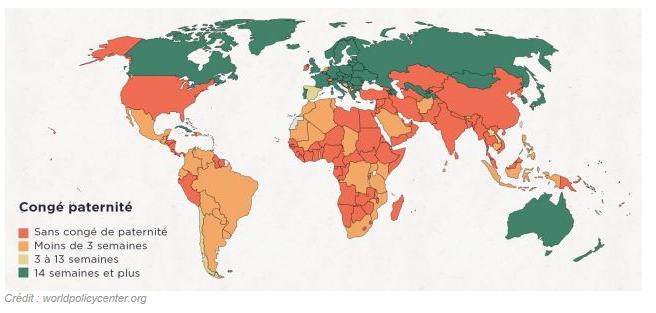 Congé paternité
Sans congé de paternité
Moins de 3 semaines
3 à 13 semaines
14 semaines et plus
Crédit : worldpolicycenter.org